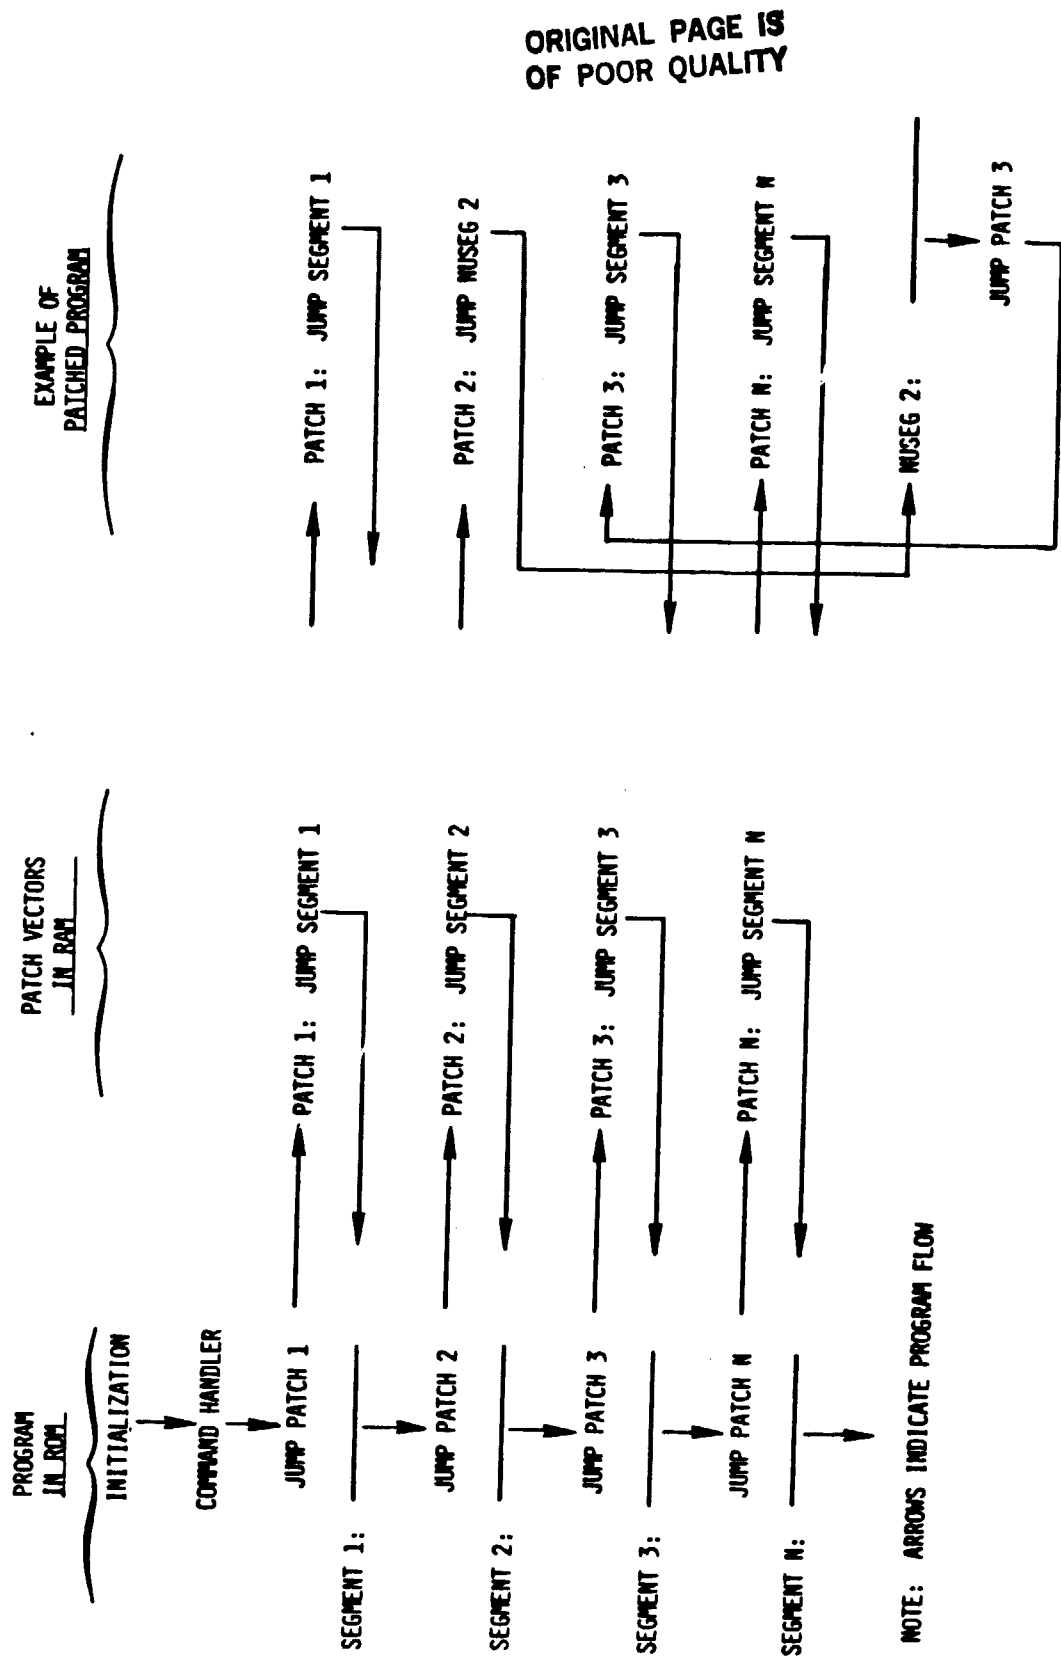 ORIGINAL PAGE IS
OF POOR QUALITY
PROGRAM
IN ROM
INITIALIZATION
COMMAND HANDLER
JUMP PATCH 1
SEGMENT 1:
JUMP PATCH 2
SEGMENT 2:
JUMP PATCH 3
SEGMENT 3:
JUMP PATCH N
SEGMENT N:
NOTE: ARROWS INDICATE PROGRAM FLOW
PATCH VECTORS
IN RAM
PATCH 1: JUMP SEGMENT 1
PATCH 2: JUMP SEGMENT 2
PATCH 3: JUMP SEGMENT 3
PATCH N: JUMP SEGMENT N
EXAMPLE OF
PATCHED PROGRAM
PATCH 1: JUMP SEGMENT 1
PATCH 2: JUMP NUSEG 2
PATCH 3: JUMP SEGMENT 3
PATCH N: JUMP SEGMENT N
NUSEG 2:
JUMP PATCH 3